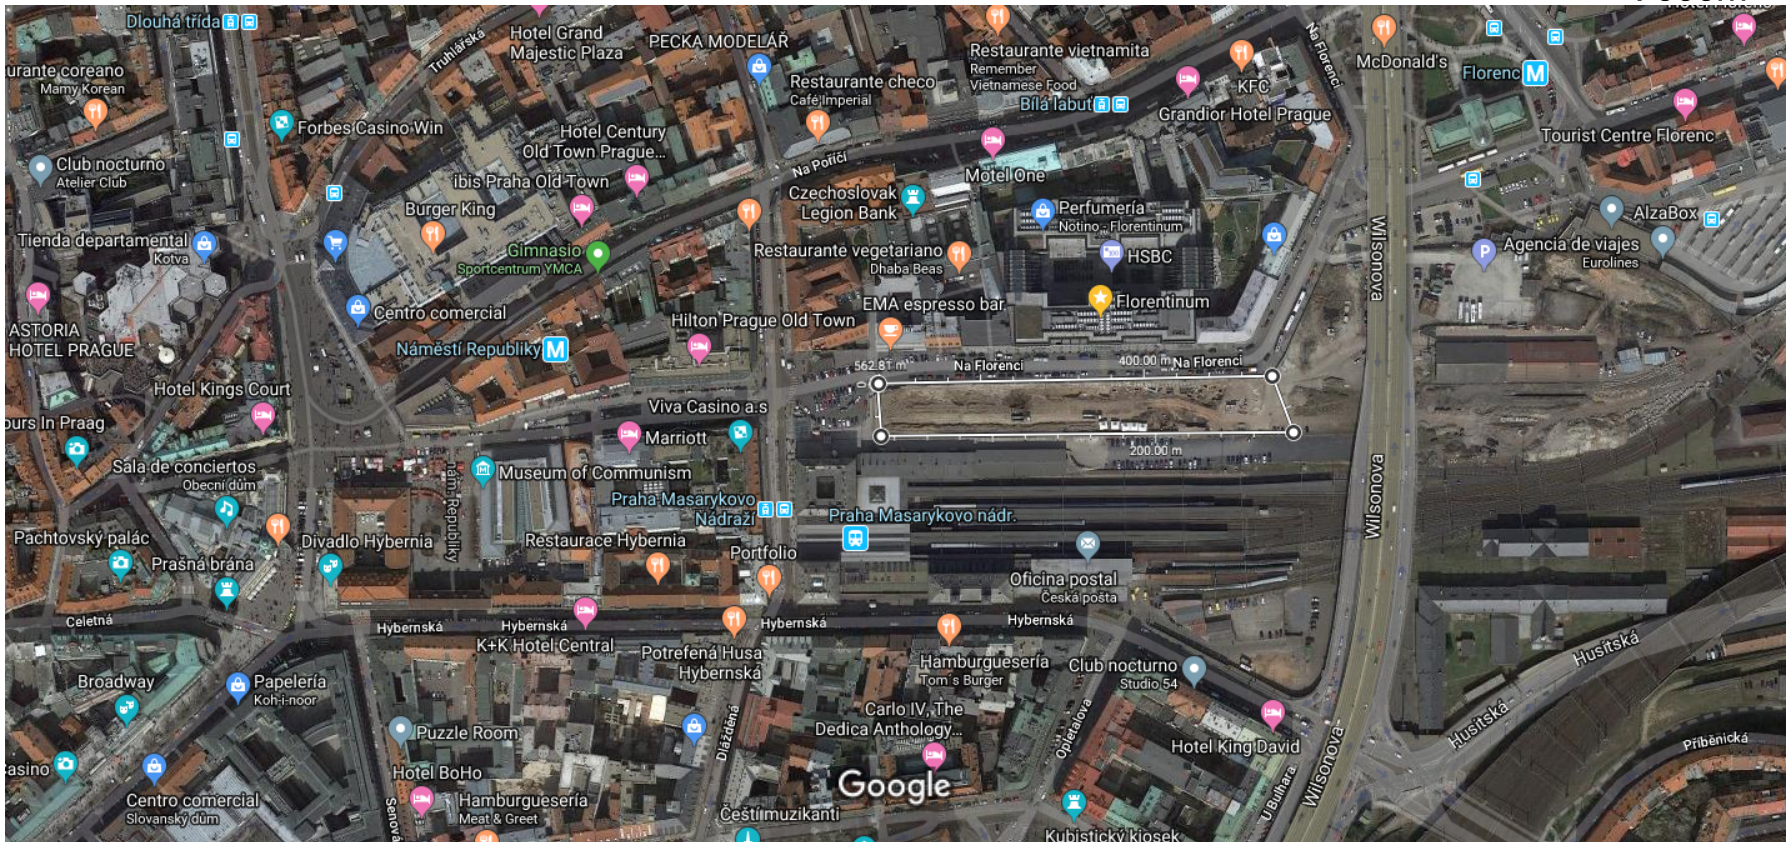 Dlouhá třída
Truhlářská
Hotel Grand
Majestic Plaza
PECKA MODELÁŘ
Restaurante vietnamita
Remember
Vietnamese Food
KFC
Na Florenci
McDonald's
Florenc
Mamy Korean
Restaurante checo
Café Imperial
Bílá labuť
Grandior Hotel Prague
Tourist Centre Florenc
Forbes Casino Win
Hotel Century
Old Town Prague...
Na Poříčí
Motel One
Club nocturno
Atelier Club
ibis Praha Old Town
Burger King
Czechoslovak
Legion Bank
Perfumería
Notino - Florentinum
AlzaBox
Tienda departamental
Kotva
Gimnasio
Sportcentrum YMCA
Restaurante vegetariano
Dhaba Beas
HSBC
Wilsonova
Agencia de viajes
Eurolines
Centro comercial
EMA espresso bar.
Florentinum
ASTORIA
HOTEL PRAGUE
Náměstí Republiky
Hilton Prague Old Town
562.81 m
Na Florenci
400.00 m
Na Florenci
Hotel Kings Court
Viva Casino a.s
Marriott
200.00 m
Sala de conciertos
Obecní dům
nám. Republiky
Museum of Communism
Wilsonova
Praha Masarykovo
Nádraží
Praha Masarykovo nádr.
Pachtovský palác
Divadlo Hybernia
Restaurace Hybernia
Portfolio
Prašná brána
Oficina postal
Česká pošta
Celetná
Hybernská
Hybernská
Hybernská
Hybernská
K+K Hotel Central
Potrefená Husa
Hybernská
Hamburguesería
Tom´s Burger
Club nocturno
Studio 54
Husitská
Broadway
Papelería
Koh-i-noor
Puzzle Room
Dlážděná
Carlo IV, The
Dedica Anthology...
Opletalova
Hotel King David
Husitská
Příběnická
Google
Wilsonova
Hotel BoHo
Centro comercial
Slovanský dům
Senová
Hamburguesería
Meat & Greet
Čeští muzikanti
U Bulhara
Kubistický kiosek